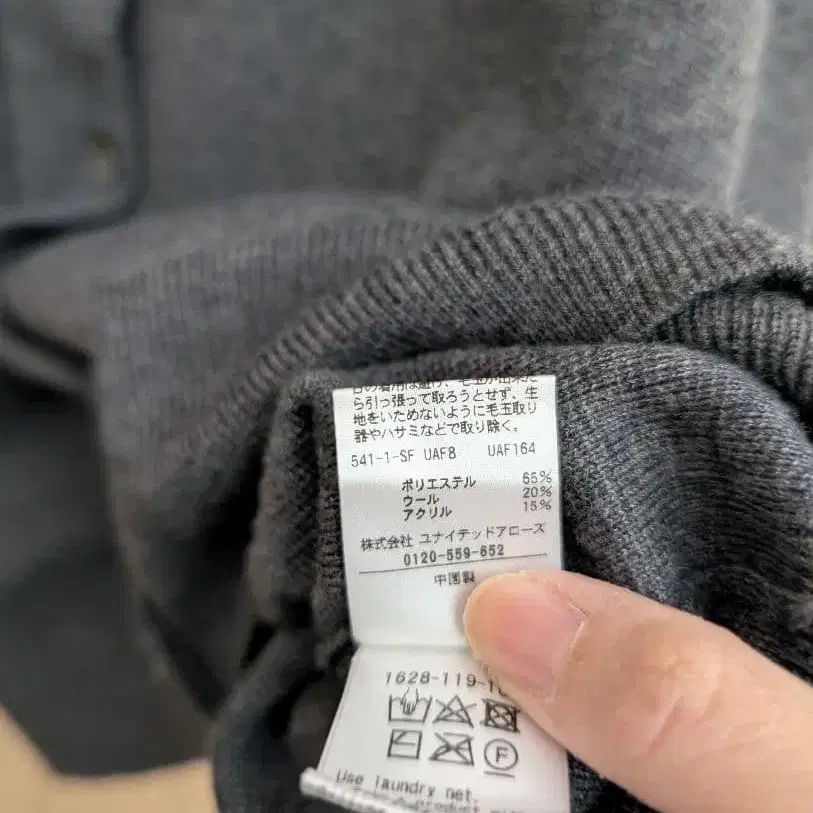 ら引っ張って取ろうとせず、生
地をいためないように毛玉取り
器やハサミなどで取り除く。
541-1-SF UAF8 UAF164
ポリエステル 65%
ウール 20%
アクリル 15%
株式会社 ユナイテッドアローズ
0120-559-652
中国製
1628-119-
F
Use laundry net.